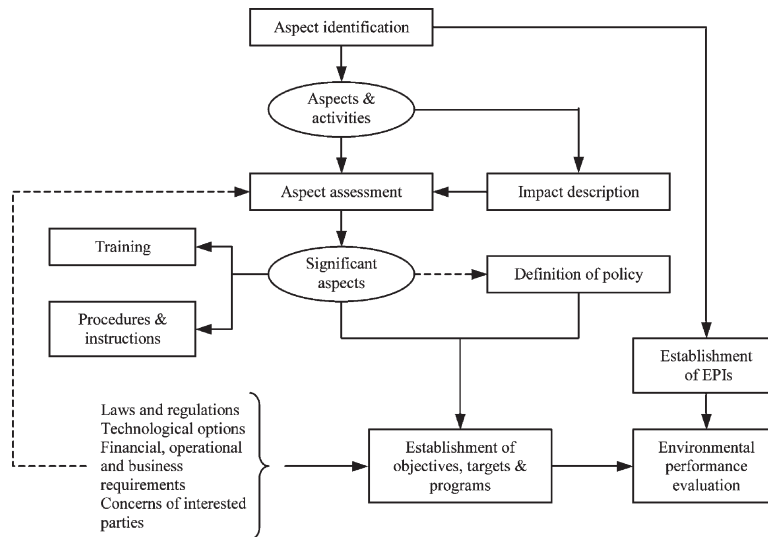 Aspect identification
Aspects &
activities
Aspect assessment
Impact description
Training
Significant
aspects
Definition of policy
Procedures &
instructions
Establishment
of EPIs
Laws and regulations
Technological options
Financial, operational
and business
requirements
Concerns of interested
parties
Establishment of
objectives, targets &
programs
Environmental
performance
evaluation